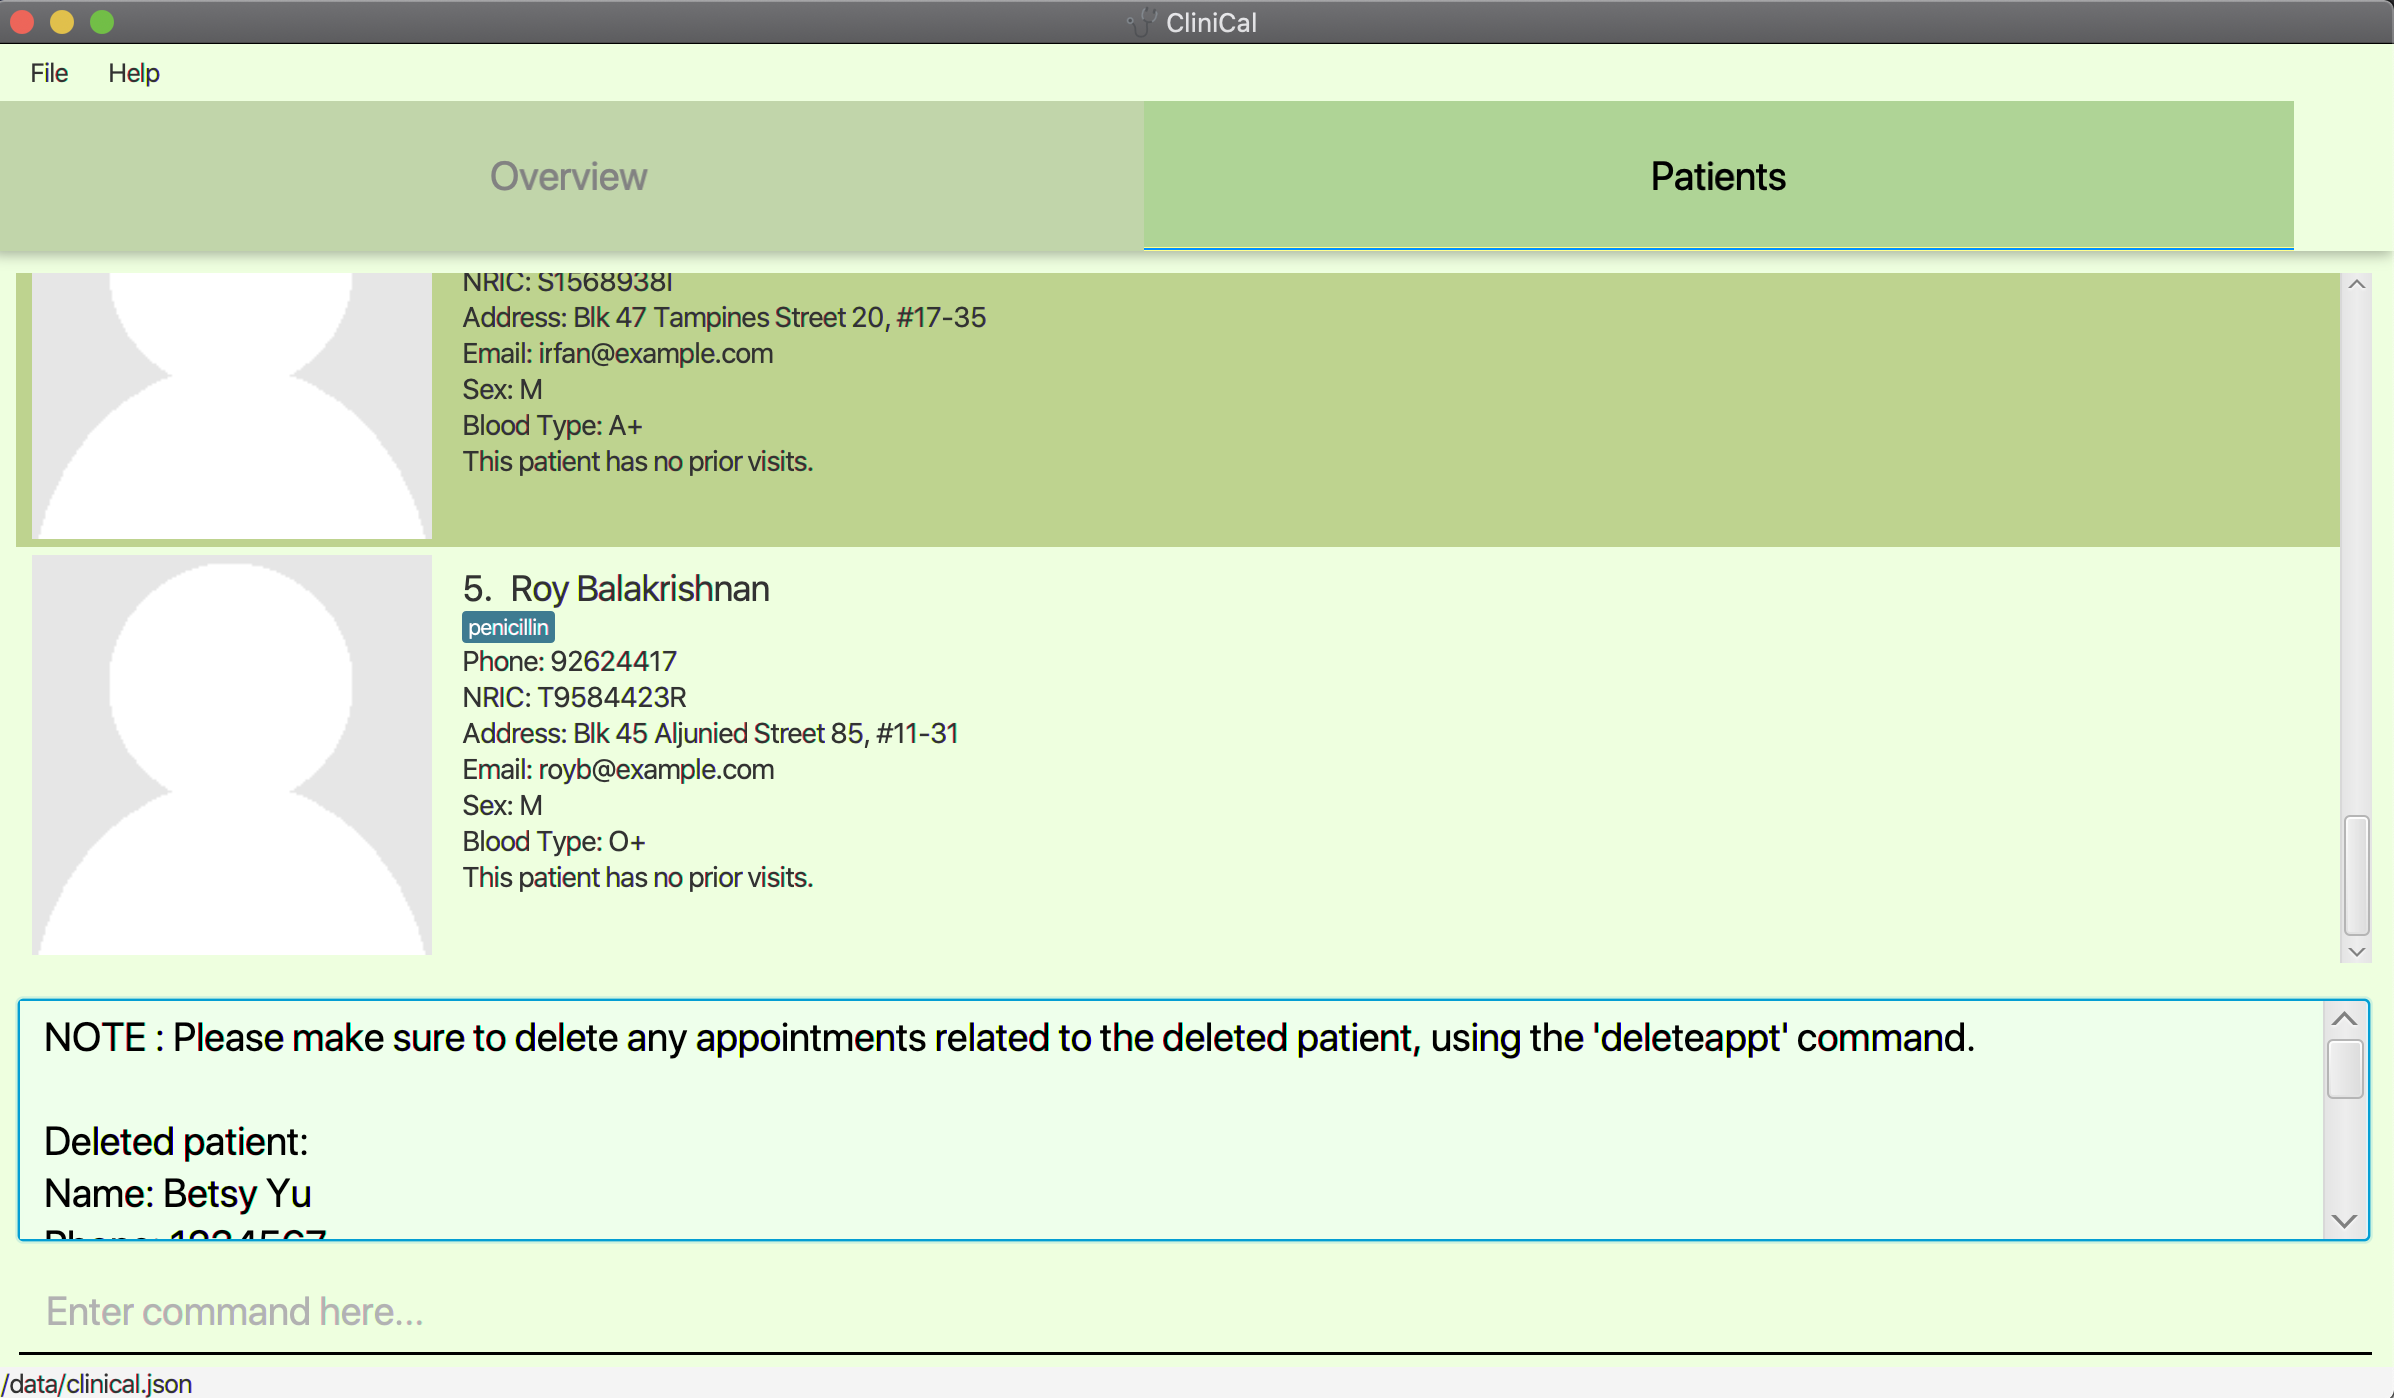 CliniCal
File Help
Overview Patients
NRIC: S1568938I
Address: Blk 47 Tampines Street 20, #17-35
Email: irfan@example.com
Sex: M
Blood Type: A+
This patient has no prior visits.
5. Roy Balakrishnan
penicillin
Phone: 92624417
NRIC: T9584423R
Address: Blk 45 Aljunied Street 85, #11-31
Email: royb@example.com
Sex: M
Blood Type: O+
This patient has no prior visits.
NOTE : Please make sure to delete any appointments related to the deleted patient, using the 'deleteappt' command.
Deleted patient:
Name: Betsy Yu
Phone: 1234567
Enter command here...
/data/clinical.json